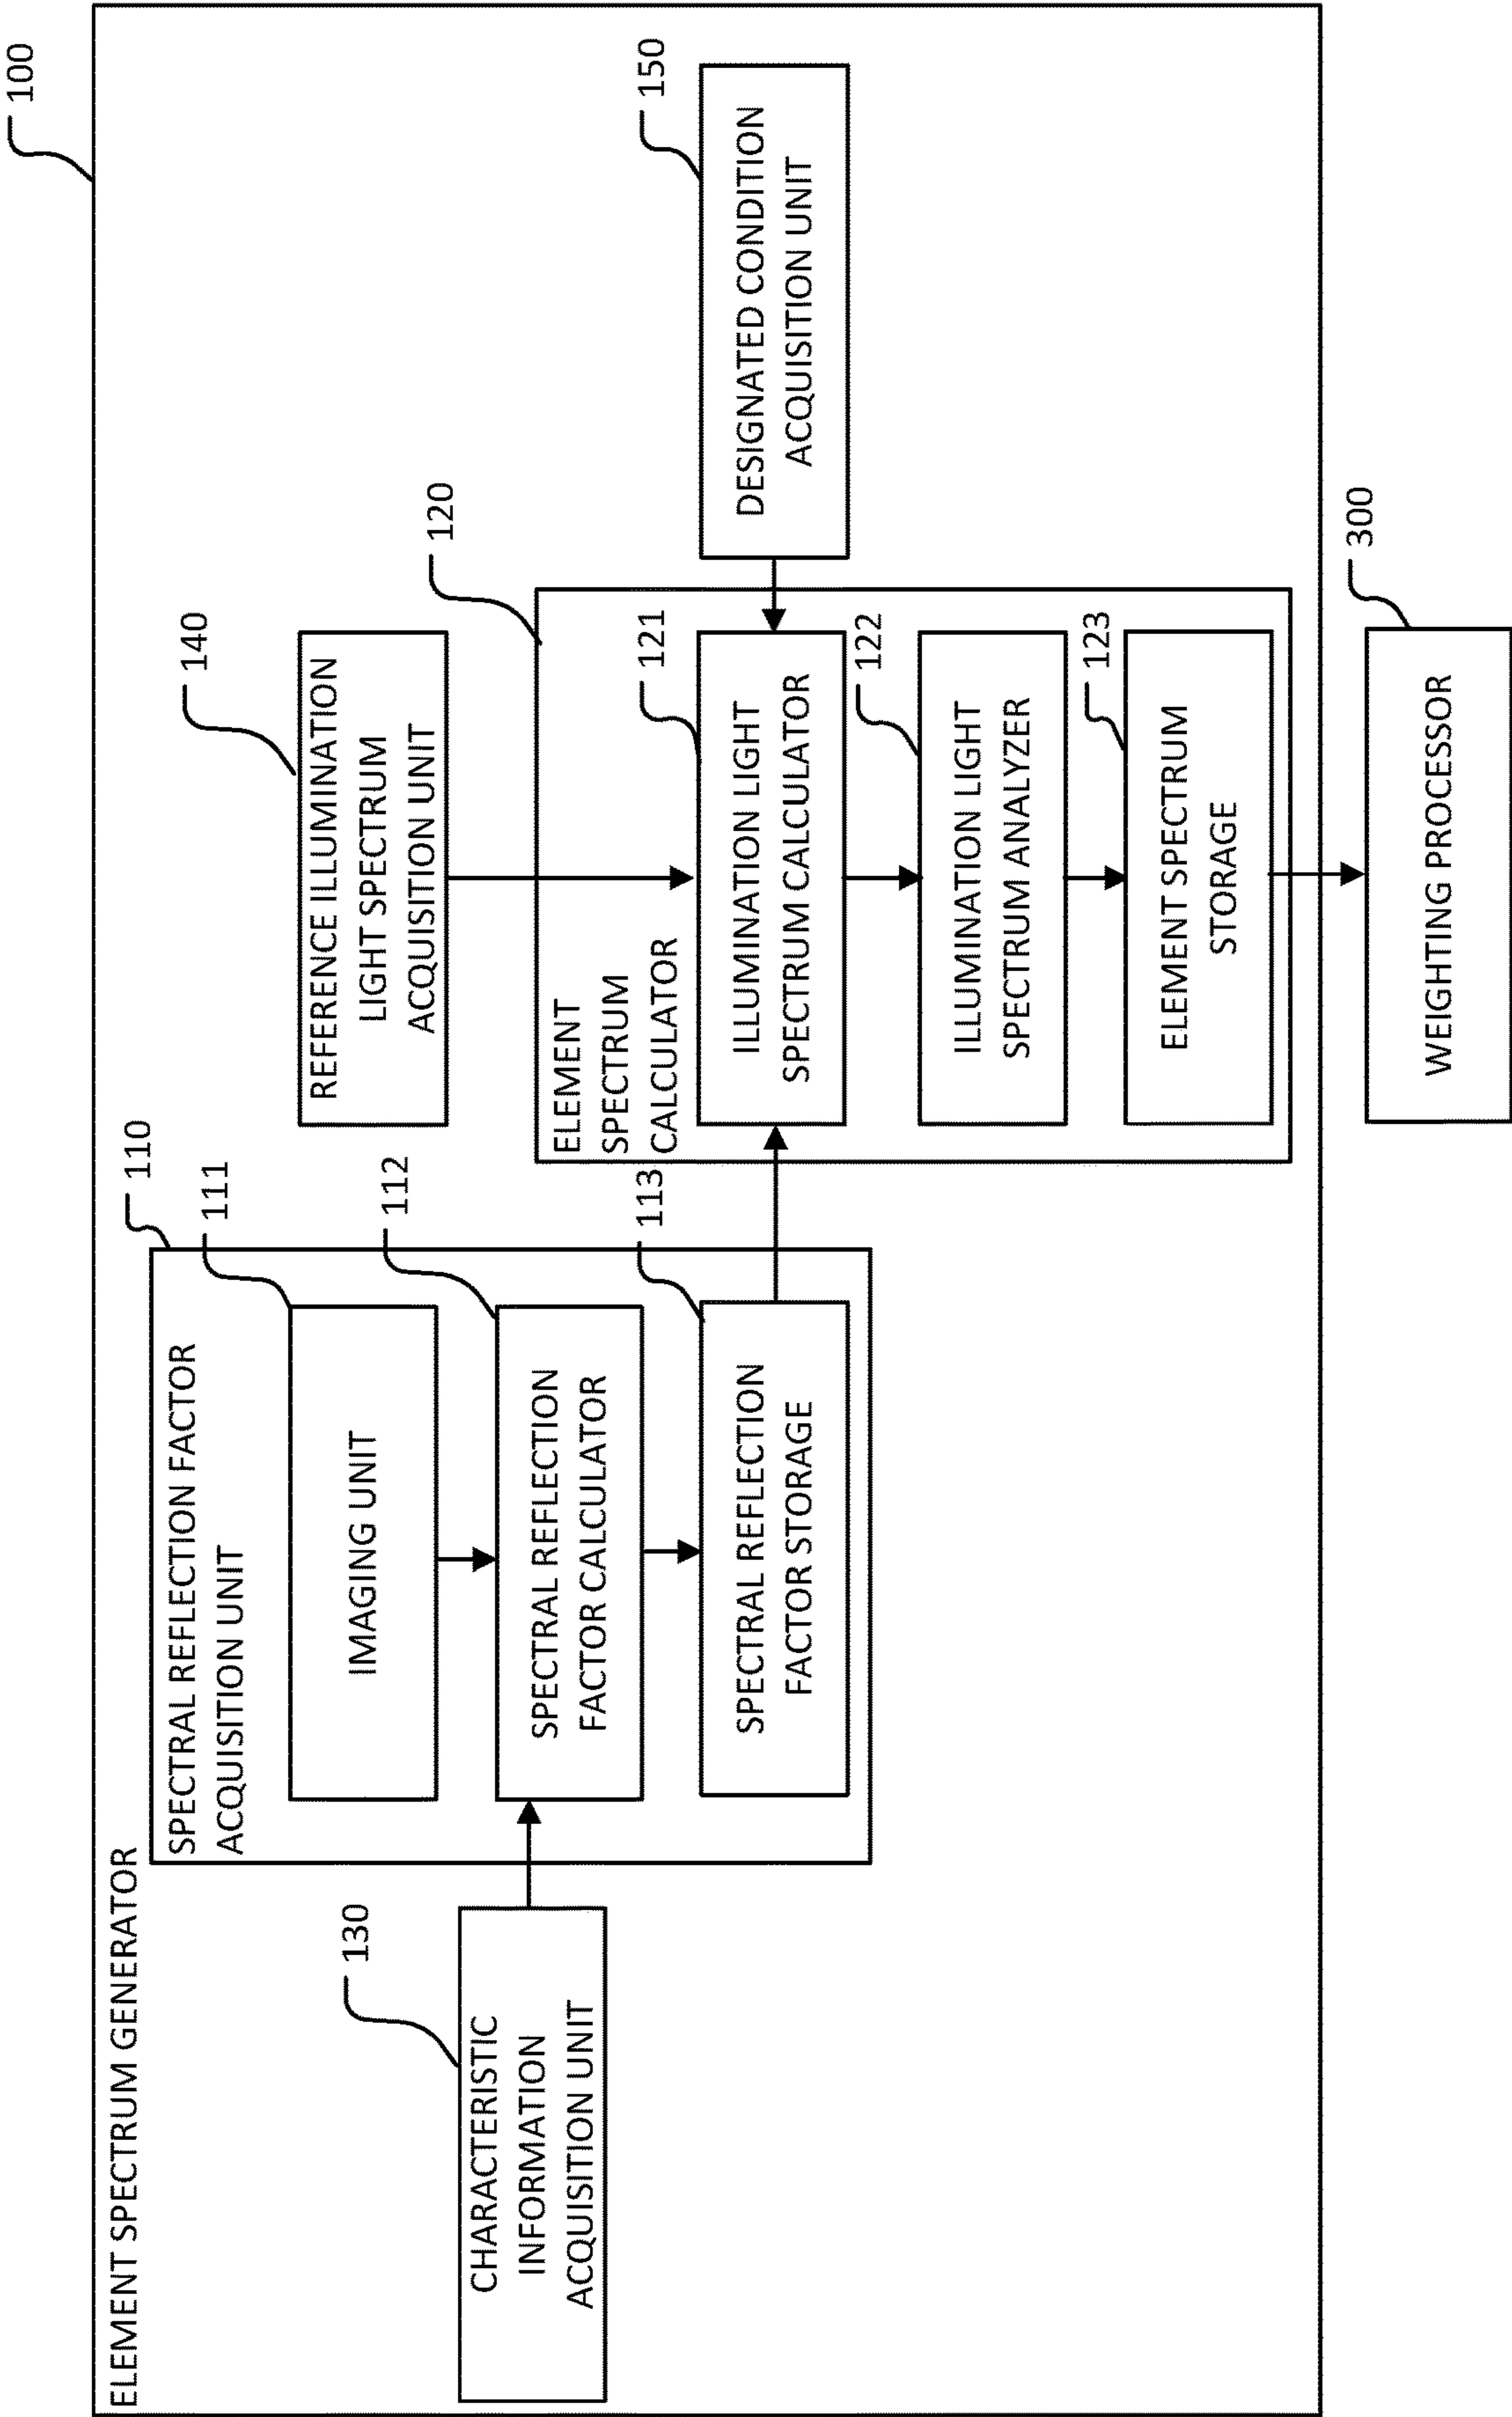 100
ELEMENT SPECTRUM GENERATOR
110
SPECTRAL REFLECTION FACTOR
ACQUISITION UNIT
111
IMAGING UNIT
112
SPECTRAL REFLECTION
FACTOR CALCULATOR
113
SPECTRAL REFLECTION
FACTOR STORAGE
130
CHARACTERISTIC
INFORMATION
ACQUISITION UNIT
140
REFERENCE ILLUMINATION
LIGHT SPECTRUM
ACQUISITION UNIT
120
ELEMENT
SPECTRUM
CALCULATOR
121
ILLUMINATION LIGHT
SPECTRUM CALCULATOR
122
ILLUMINATION LIGHT
SPECTRUM ANALYZER
123
ELEMENT SPECTRUM
STORAGE
150
DESIGNATED CONDITION
ACQUISITION UNIT
300
WEIGHTING PROCESSOR